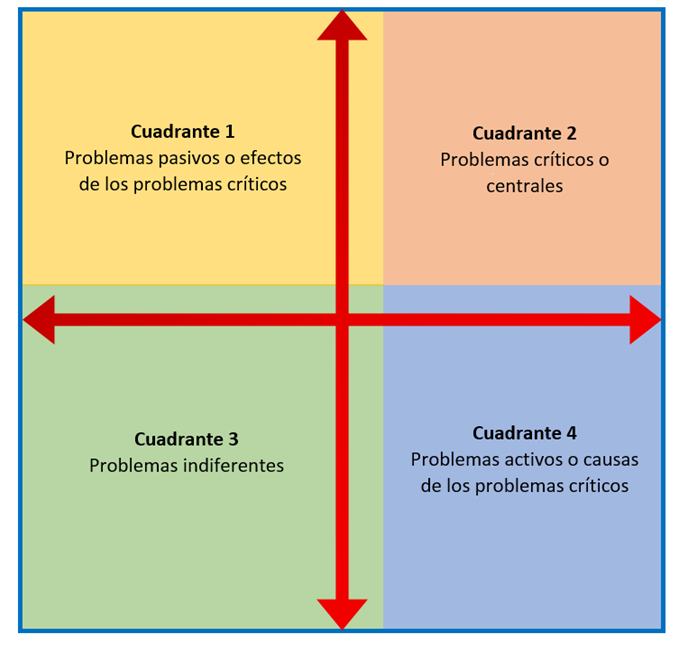 Cuadrante 1
Problemas pasivos o efectos
de los problemas críticos
Cuadrante 2
Problemas críticos o
centrales
Cuadrante 3
Problemas indiferentes
Cuadrante 4
Problemas activos o causas
de los problemas críticos